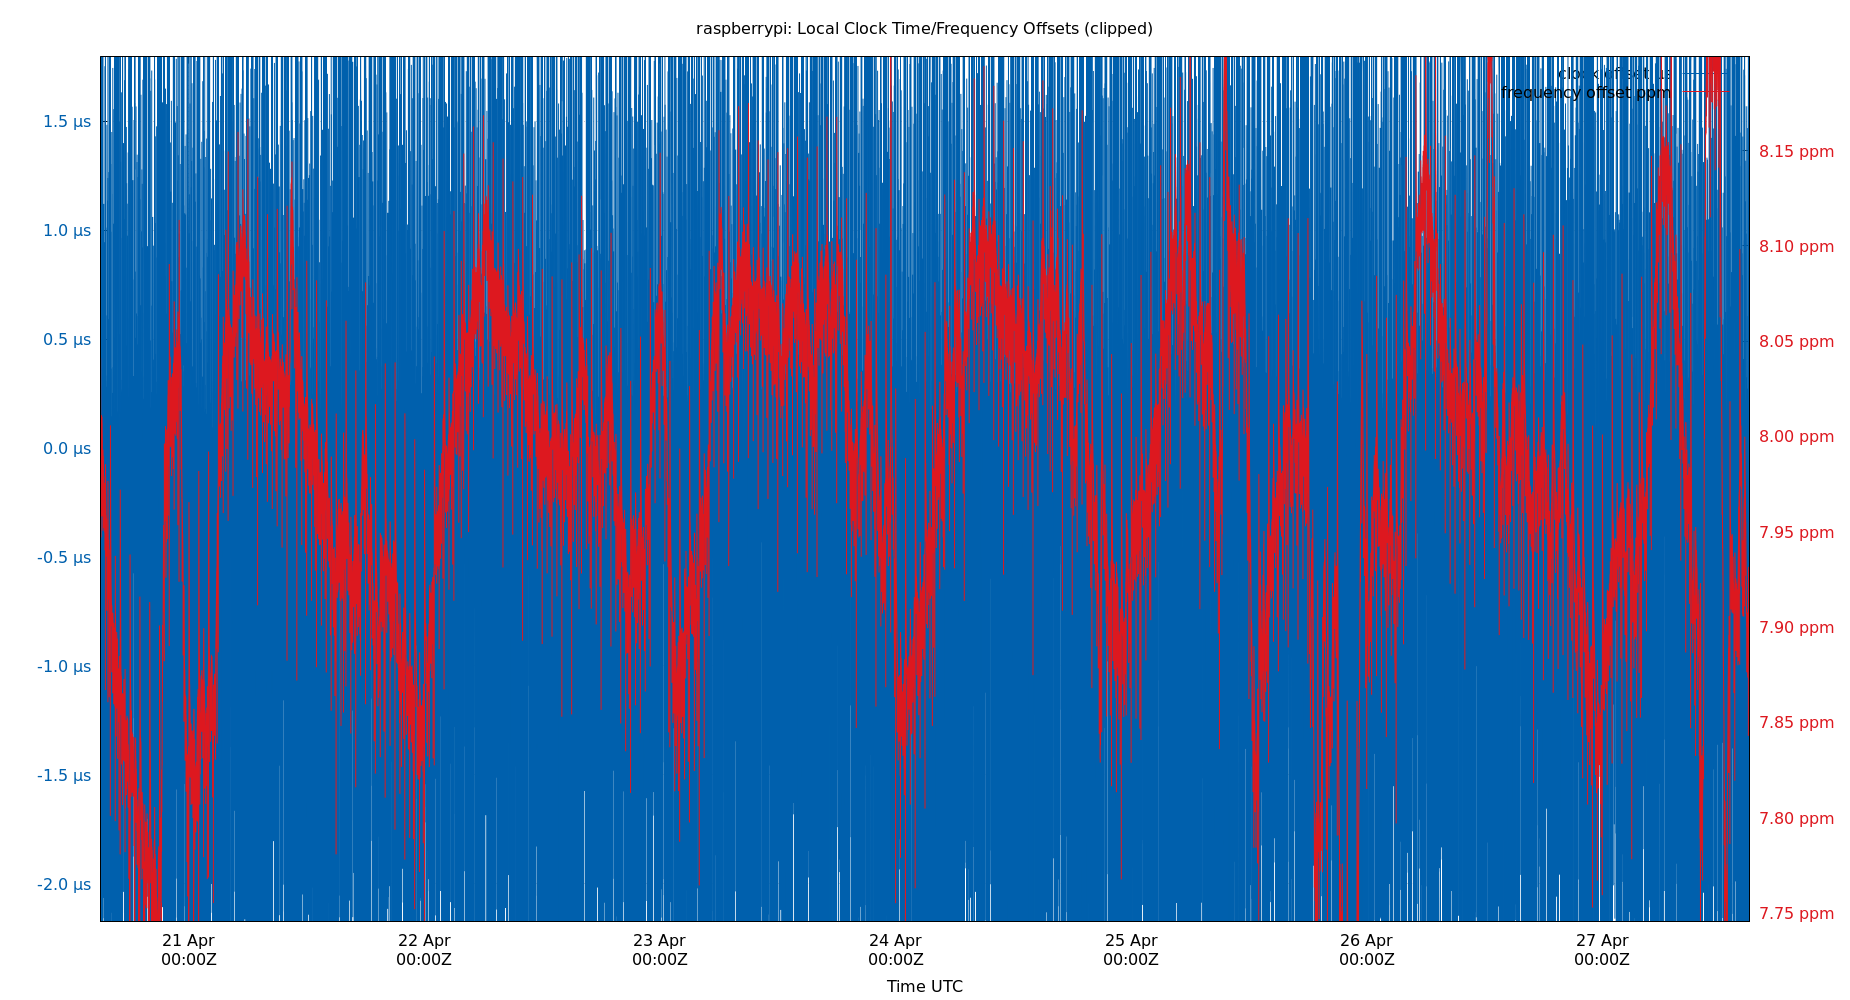 raspberrypi: Local Clock Time/Frequency Offsets (clipped)
clock offset us
frequency offset ppm
1.5 µs
1.0 µs
0.5 µs
0.0 µs
-0.5 µs
-1.0 µs
-1.5 µs
-2.0 µs
8.15 ppm
8.10 ppm
8.05 ppm
8.00 ppm
7.95 ppm
7.90 ppm
7.85 ppm
7.80 ppm
7.75 ppm
21 Apr 22 Apr 23 Apr 24 Apr 25 Apr 26 Apr 27 Apr
00:00Z 00:00Z 00:00Z 00:00Z 00:00Z 00:00Z 00:00Z
Time UTC